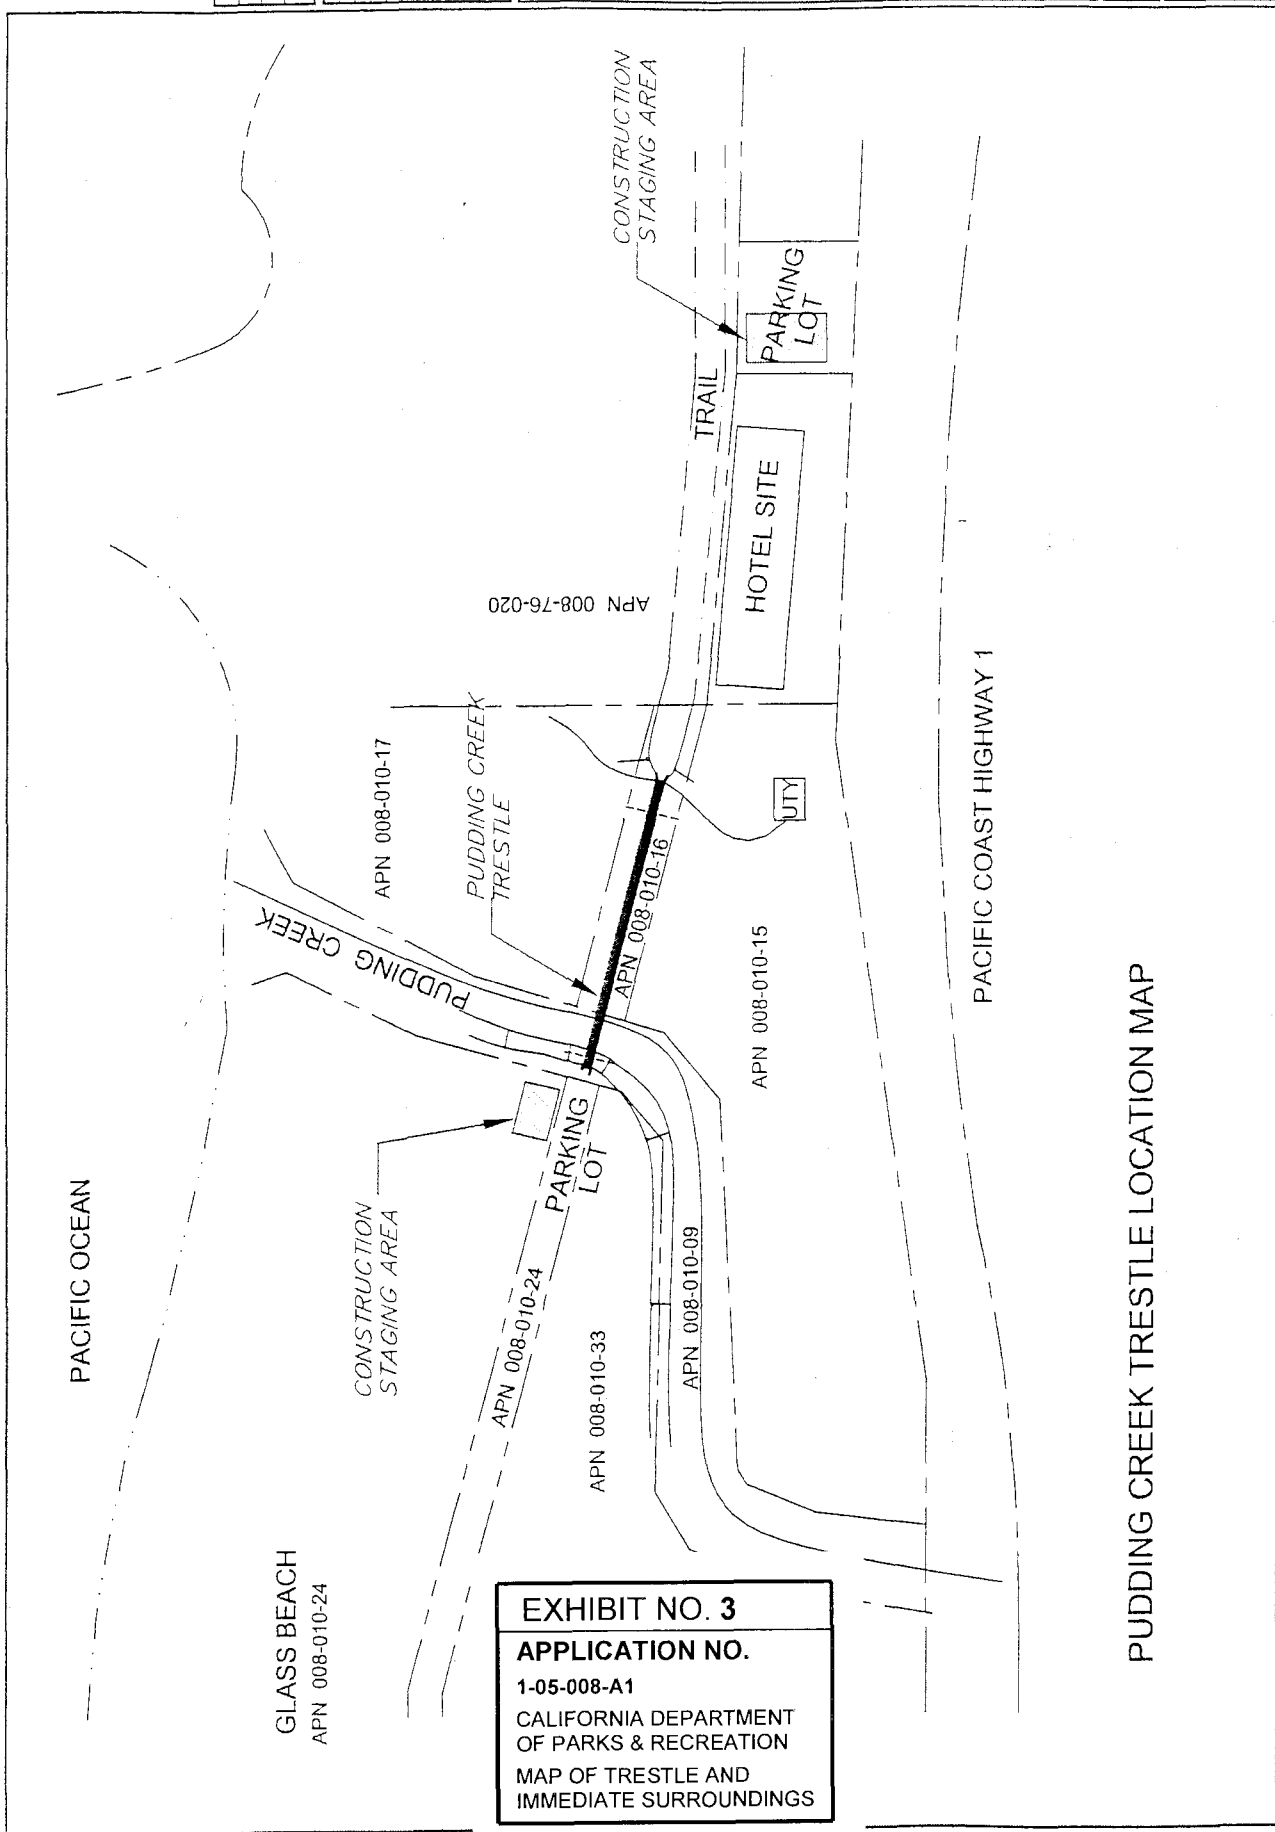 PACIFIC OCEAN
GLASS BEACH
APN 008-010-24
CONSTRUCTION
STAGING AREA
PARKING
LOT
APN 008-010-24
APN 008-010-33
APN 008-010-09
PUDDING CREEK
APN 008-010-17
PUDDING CREEK
TRESTLE
APN 008-010-16
APN 008-010-15
UTY
APN 008-76-020
HOTEL SITE
TRAIL
CONSTRUCTION
STAGING AREA
PARKING
LOT
PACIFIC COAST HIGHWAY 1
PUDDING CREEK TRESTLE LOCATION MAP
EXHIBIT NO. 3
APPLICATION NO.
1-05-008-A1
CALIFORNIA DEPARTMENT
OF PARKS & RECREATION
MAP OF TRESTLE AND
IMMEDIATE SURROUNDINGS